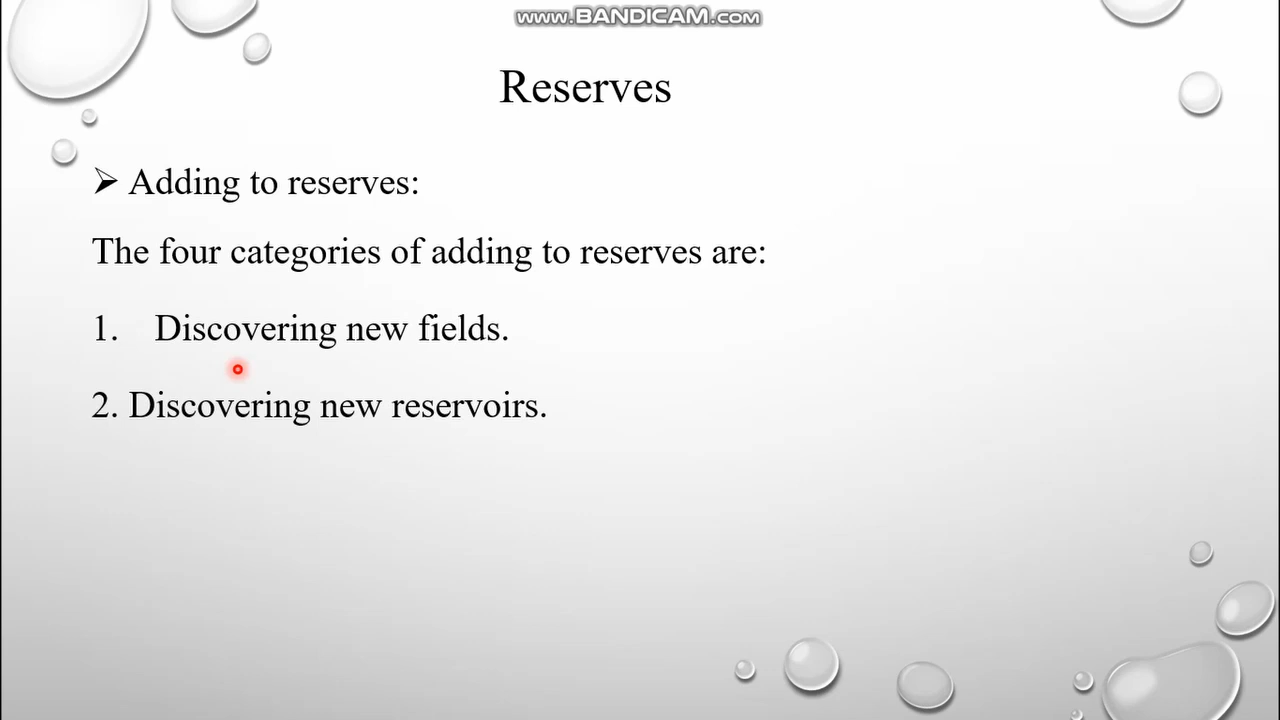 www.BANDICAM.com
Reserves
➢ Adding to reserves:
The four categories of adding to reserves are:
1. Discovering new fields.
2. Discovering new reservoirs.